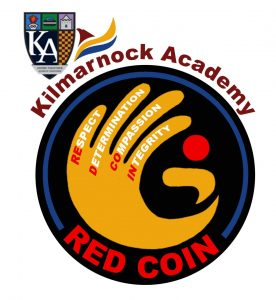 KA
Kilmarnock Academy
RESPECT
DETERMINATION
COMPASSION
INTEGRITY
RED COIN